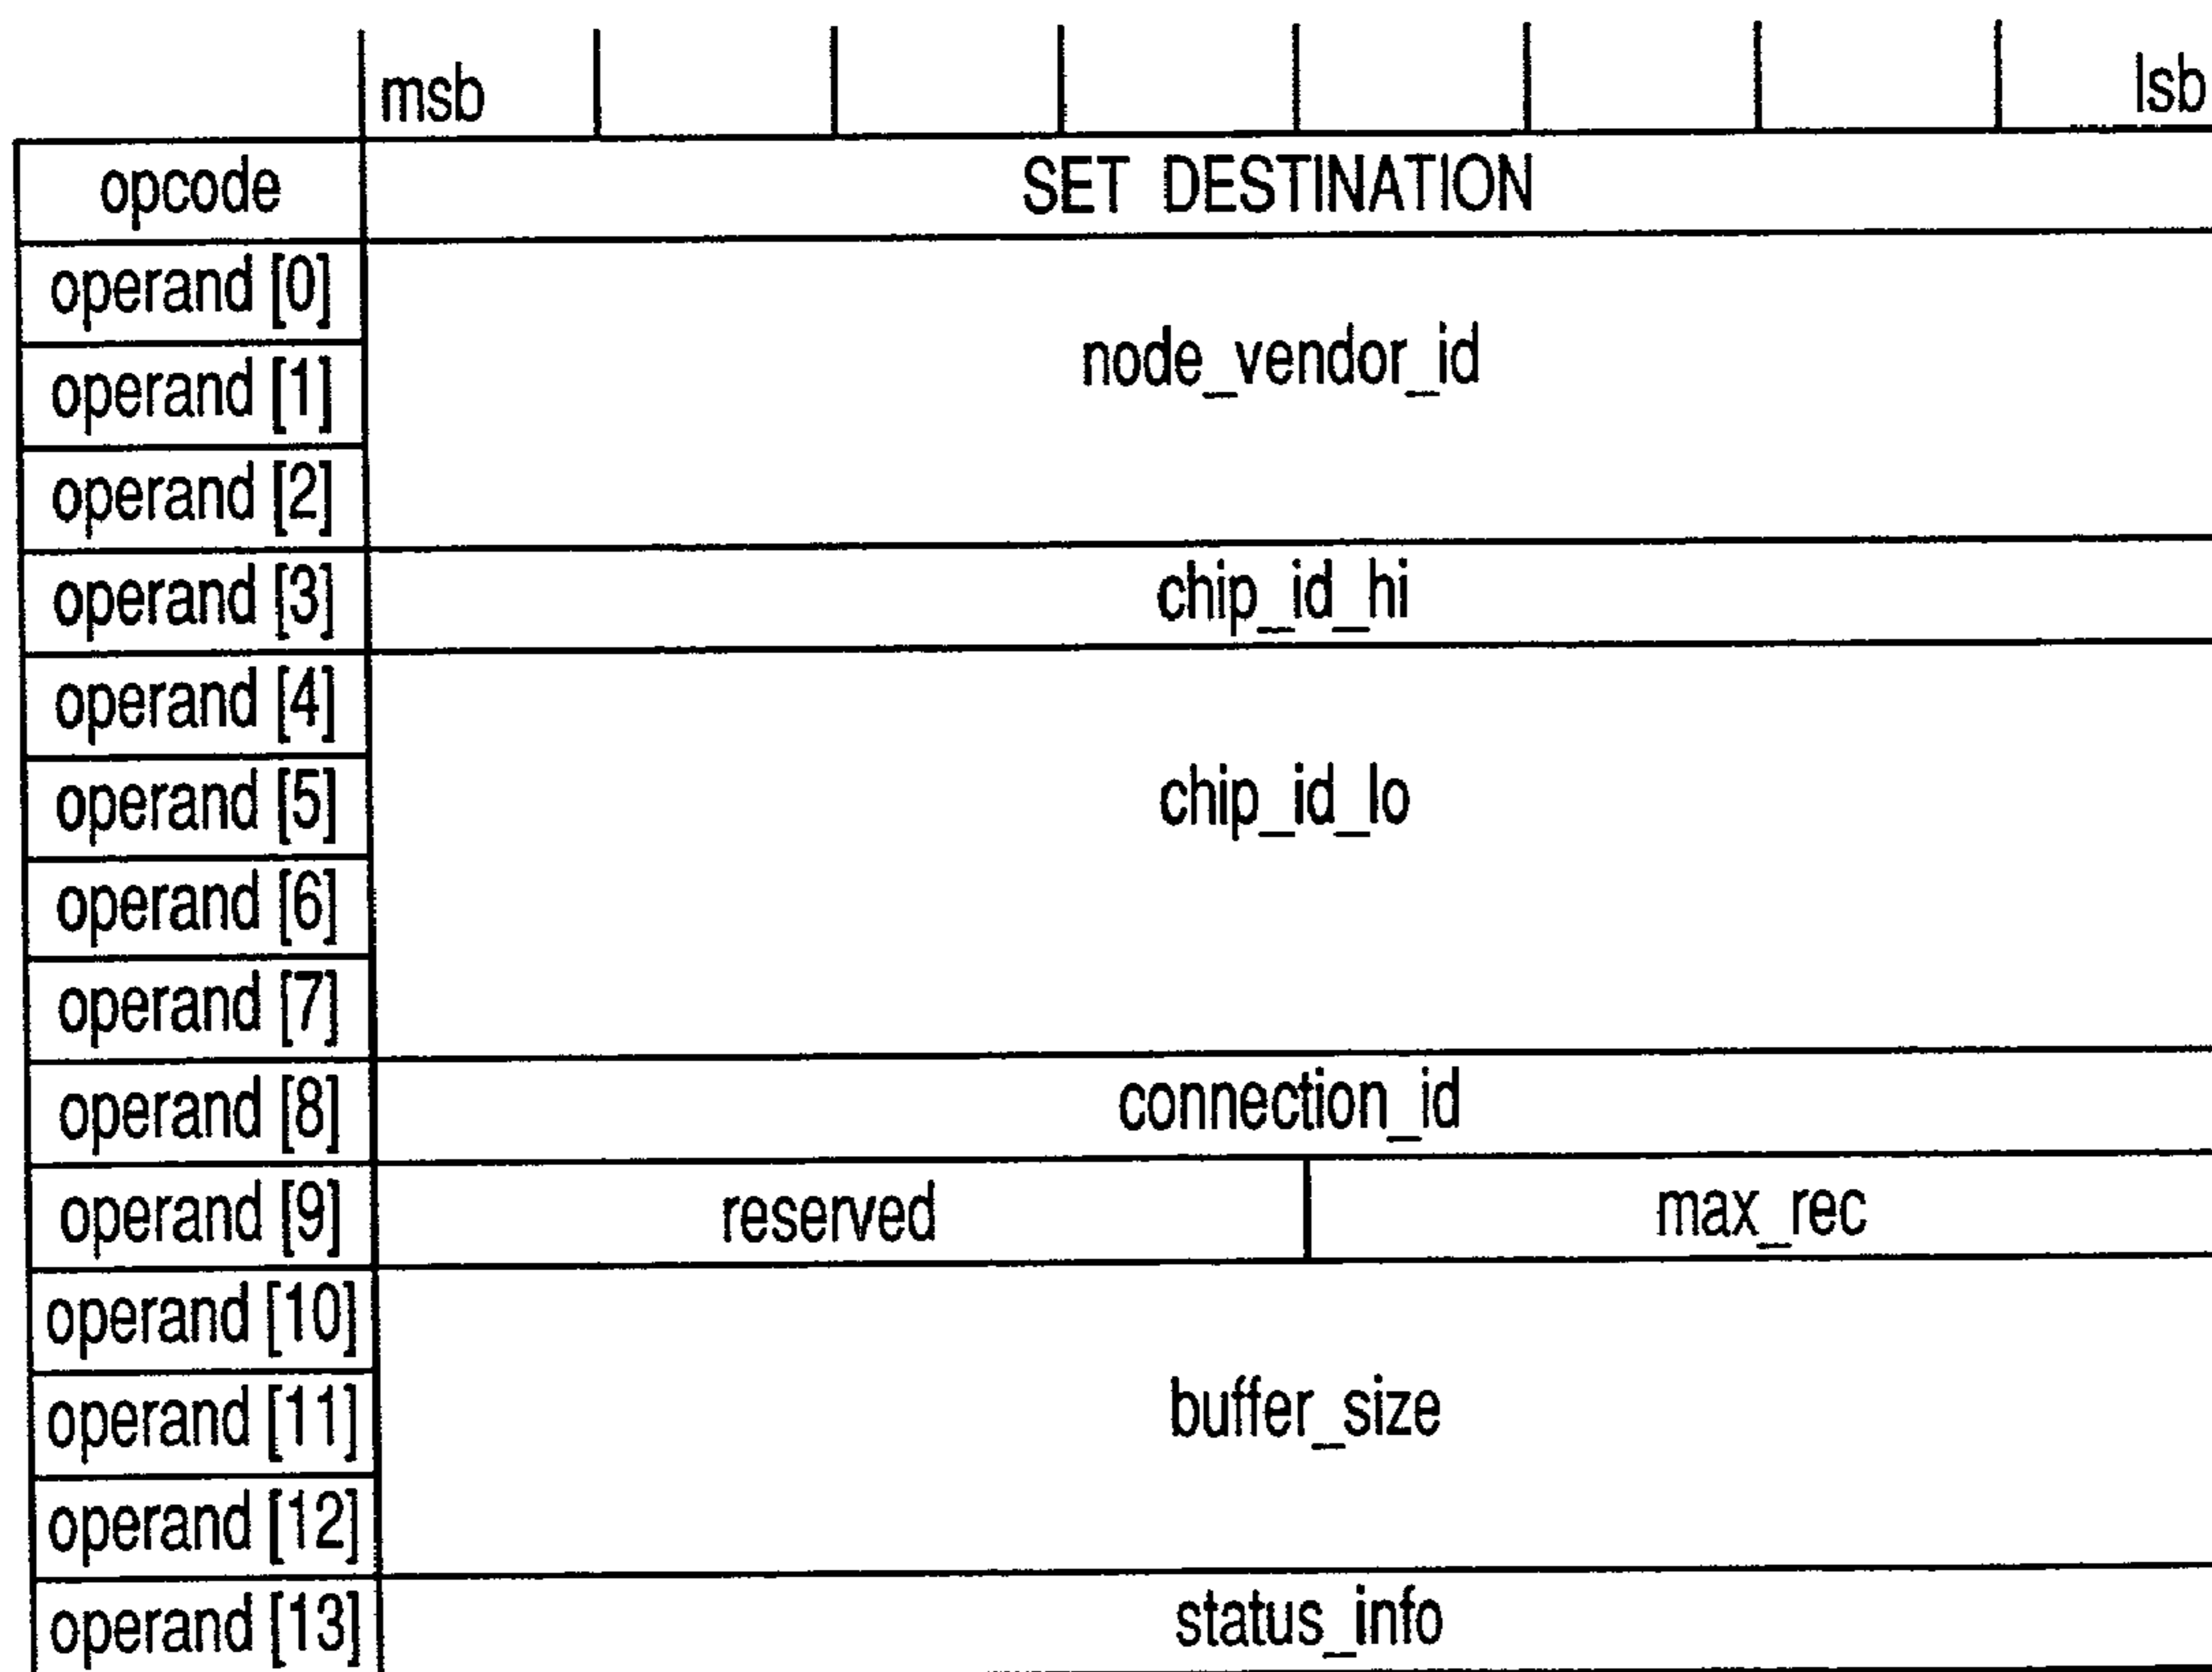 msb lsb
opcode SET DESTINATION
operand [0]
node_vendor_id
operand [1]
operand [2]
operand [3] chip_id_hi
operand [4]
operand [5] chip_id_lo
operand [6]
operand [7]
operand [8] connection_id
operand [9] reserved max_rec
operand [10]
operand [11] buffer_size
operand [12]
operand [13] status_info